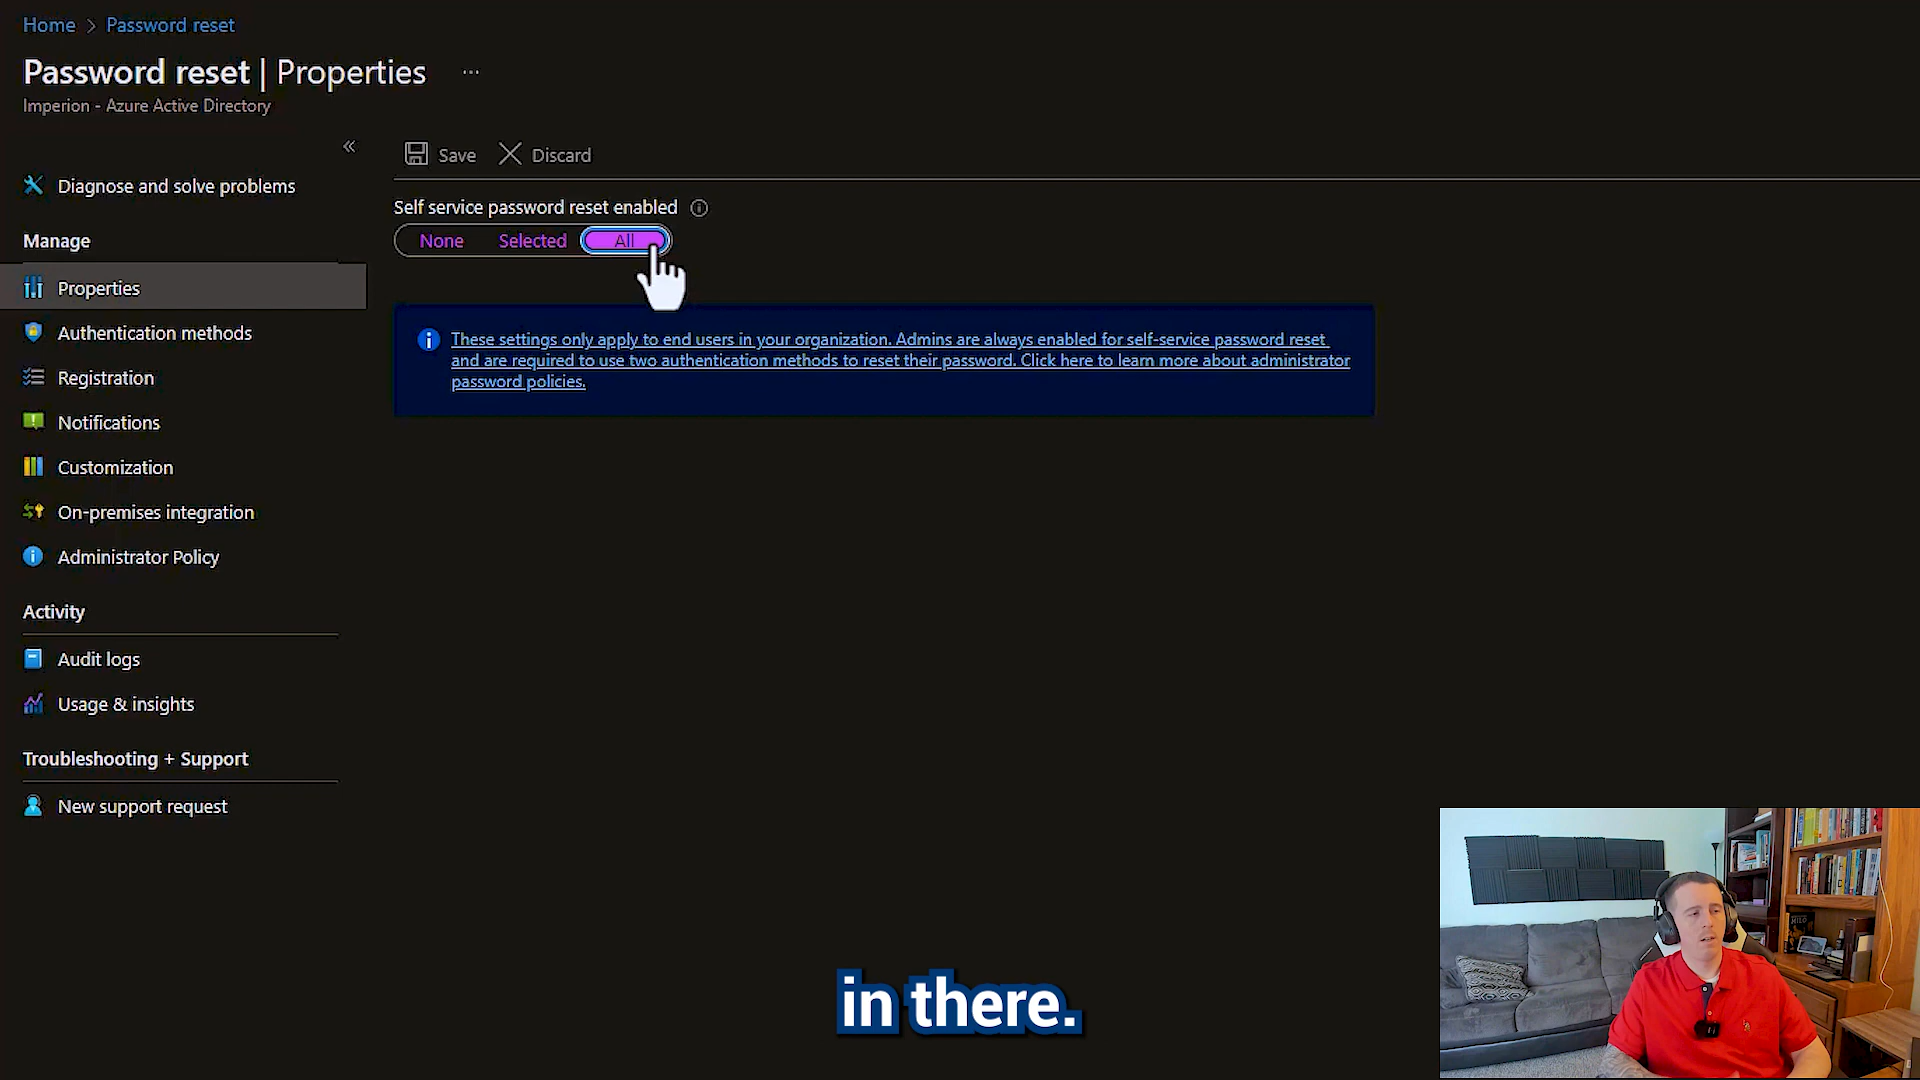 Home > Password reset
Password reset | Properties ...
Imperion - Azure Active Directory
«
Save Discard
Diagnose and solve problems
Self service password reset enabled
None Selected All
Manage
Properties
Authentication methods
Registration
Notifications
Customization
On-premises integration
Administrator Policy
These settings only apply to end users in your organization. Admins are always enabled for self-service password reset
and are required to use two authentication methods to reset their password. Click here to learn more about administrator
password policies.
Activity
Audit logs
Usage & insights
Troubleshooting + Support
New support request
in there.